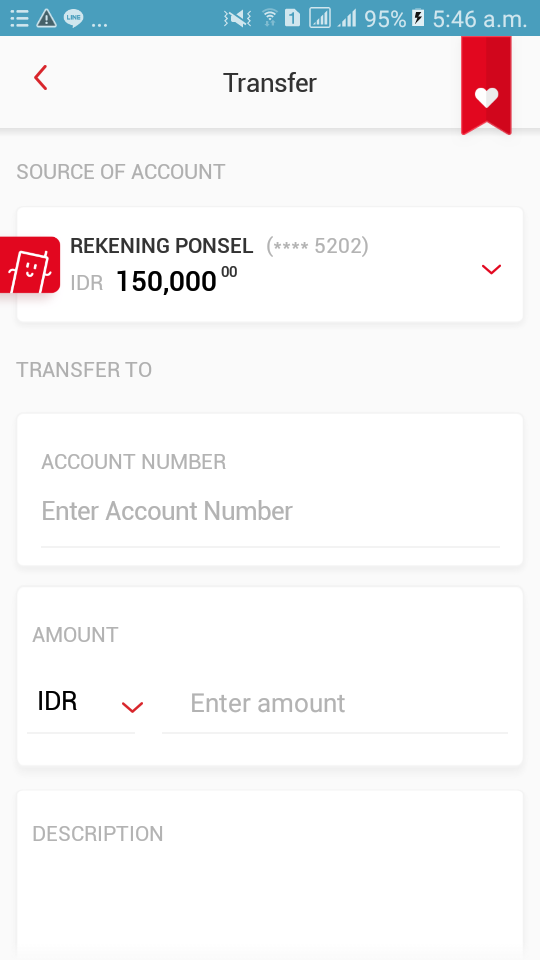 LINE
...
1
95%
5:46 a.m.
Transfer
SOURCE OF ACCOUNT
REKENING PONSEL (**** 5202)
IDR 150,000 00
TRANSFER TO
ACCOUNT NUMBER
Enter Account Number
AMOUNT
IDR
Enter amount
DESCRIPTION